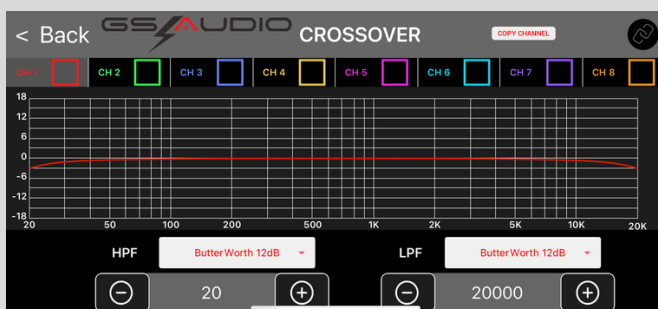 < Back GS AUDIO CROSSOVER COPY CHANNEL
CH 1 CH 2 CH 3 CH 4 CH 5 CH 6 CH 7 CH 8
18
12
6
0
-6
-12
-18
20 50 100 200 500 1K 2K 5K 10K 20K
HPF ButterWorth 12dB LPF ButterWorth 12dB
20 20000